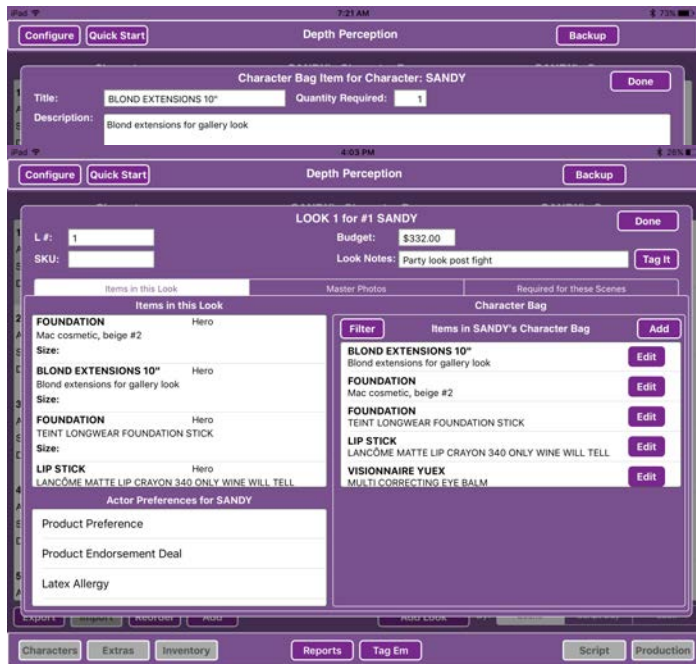 iPad 7:21 AM 73%
Configure Quick Start Depth Perception Backup
Character Bag Item for Character: SANDY Done
Title: BLOND EXTENSIONS 10" Quantity Required: 1
Description: Blond extensions for gallery look
iPad 4:03 PM 26%
Configure Quick Start Depth Perception Backup
LOOK 1 for #1 SANDY Done
L #: 1 Budget: $332.00
SKU: Look Notes: Party look post fight Tag It
Items in this Look Master Photos Required for these Scenes
Items in this Look Character Bag
Filter Items in SANDY's Character Bag Add
FOUNDATION Hero
Mac cosmetic, beige #2
Size:
BLOND EXTENSIONS 10" Hero
Blond extensions for gallery look
Size:
FOUNDATION Hero
TEINT LONGWEAR FOUNDATION STICK
Size:
LIP STICK Hero
LANCÔME MATTE LIP CRAYON 340 ONLY WINE WILL TELL
BLOND EXTENSIONS 10" Edit
Blond extensions for gallery look
FOUNDATION Edit
Mac cosmetic, beige #2
FOUNDATION Edit
TEINT LONGWEAR FOUNDATION STICK
LIP STICK Edit
LANCÔME MATTE LIP CRAYON 340 ONLY WINE WILL TELL
VISIONNAIRE YUEX Edit
MULTI CORRECTING EYE BALM
Actor Preferences for SANDY
Product Preference
Product Endorsement Deal
Latex Allergy
Export Import Reorder Add Add Look
Characters Extras Inventory Reports Tag Em Script Production